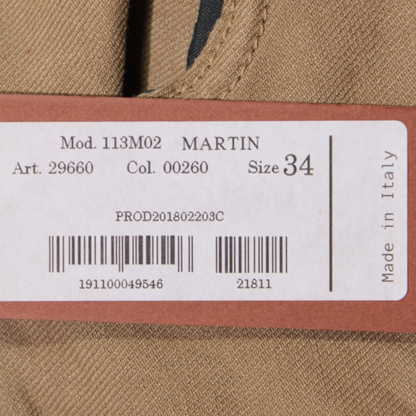 Mod. 113M02 MARTIN
Art. 29660 Col. 00260 Size 34
PROD201802203C
191100049546 21811
Made in Italy